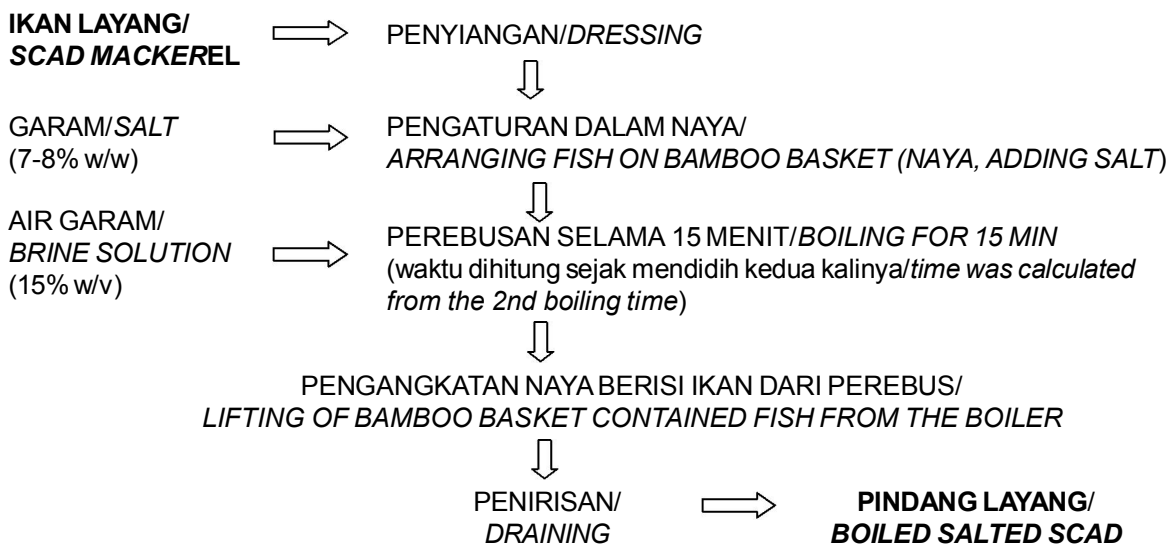 IKAN LAYANG/
SCAD MACKEREL
PENYIANGAN/DRESSING
GARAM/SALT
(7-8% w/w)
PENGATURAN DALAM NAYA/
ARRANGING FISH ON BAMBOO BASKET (NAYA, ADDING SALT)
AIR GARAM/
BRINE SOLUTION
(15% w/v)
PEREBUSAN SELAMA 15 MENIT/BOILING FOR 15 MIN
(waktu dihitung sejak mendidih kedua kalinya/time was calculated
from the 2nd boiling time)
PENGANGKATAN NAYA BERISI IKAN DARI PEREBUS/
LIFTING OF BAMBOO BASKET CONTAINED FISH FROM THE BOILER
PENIRISAN/
DRAINING
PINDANG LAYANG/
BOILED SALTED SCAD